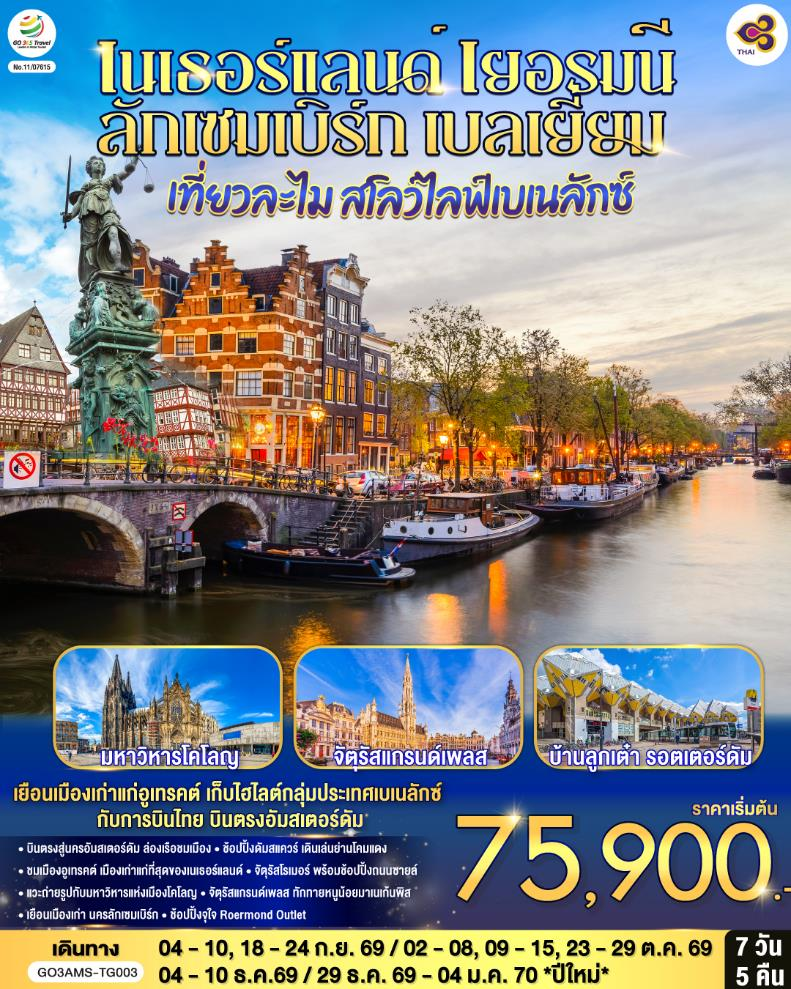 GO 365 Travel
No.11/07615
THAI
เนเธอร์แลนด์ เยอรมนี
ลักเซมเบิร์ก เบลเยี่ยม
เที่ยวละไม สโลว์ไลฟ์เบเนลักซ์
มหาวิหารโคโลญ
จัตุรัสแกรนด์เพลส
บ้านลูกเต๋า รอตเตอร์ดัม
เยือนเมืองเก่าแก่อูเทรคต์ เก็บไฮไลต์กลุ่มประเทศเบเนลักซ์
กับการบินไทย บินตรงอัมสเตอร์ดัม
• บินตรงสู่นครอัมสเตอร์ดัม ล่องเรือชมเมือง • ช้อปปิ้งดัมสแควร์ เดินเล่นย่านโคมแดง
• ชมเมืองอูเทรคต์ เมืองเก่าแก่ที่สุดของเนเธอร์แลนด์ • จัตุรัสโรเมอร์ พร้อมช้อปปิ้งถนนซายล์
• แวะถ่ายรูปกับมหาวิหารแห่งเมืองโคโลญ • จัตุรัสแกรนด์เพลส ทักทายหนูน้อยมาเนเก้นพิส
• เยือนเมืองเก่า นครลักเซมเบิร์ก • ช้อปปิ้งจุใจ Roermond Outlet
ราคาเริ่มต้น
75,900.-
เดินทาง
GO3AMS-TG003
04 - 10, 18 - 24 ก.ย. 69 / 02 - 08, 09 - 15, 23 - 29 ต.ค. 69
04 - 10 ธ.ค.69 / 29 ธ.ค. 69 - 04 ม.ค. 70 *ปีใหม่*
7 วัน
5 คืน